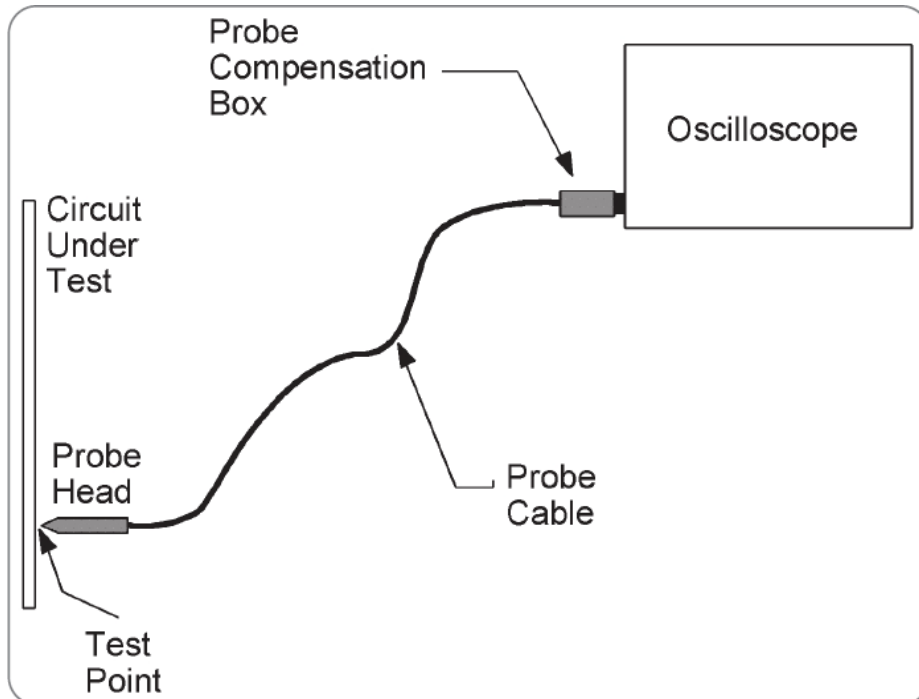 Probe
Compensation
Box
Oscilloscope
Circuit
Under
Test
Probe
Head
Probe
Cable
Test
Point